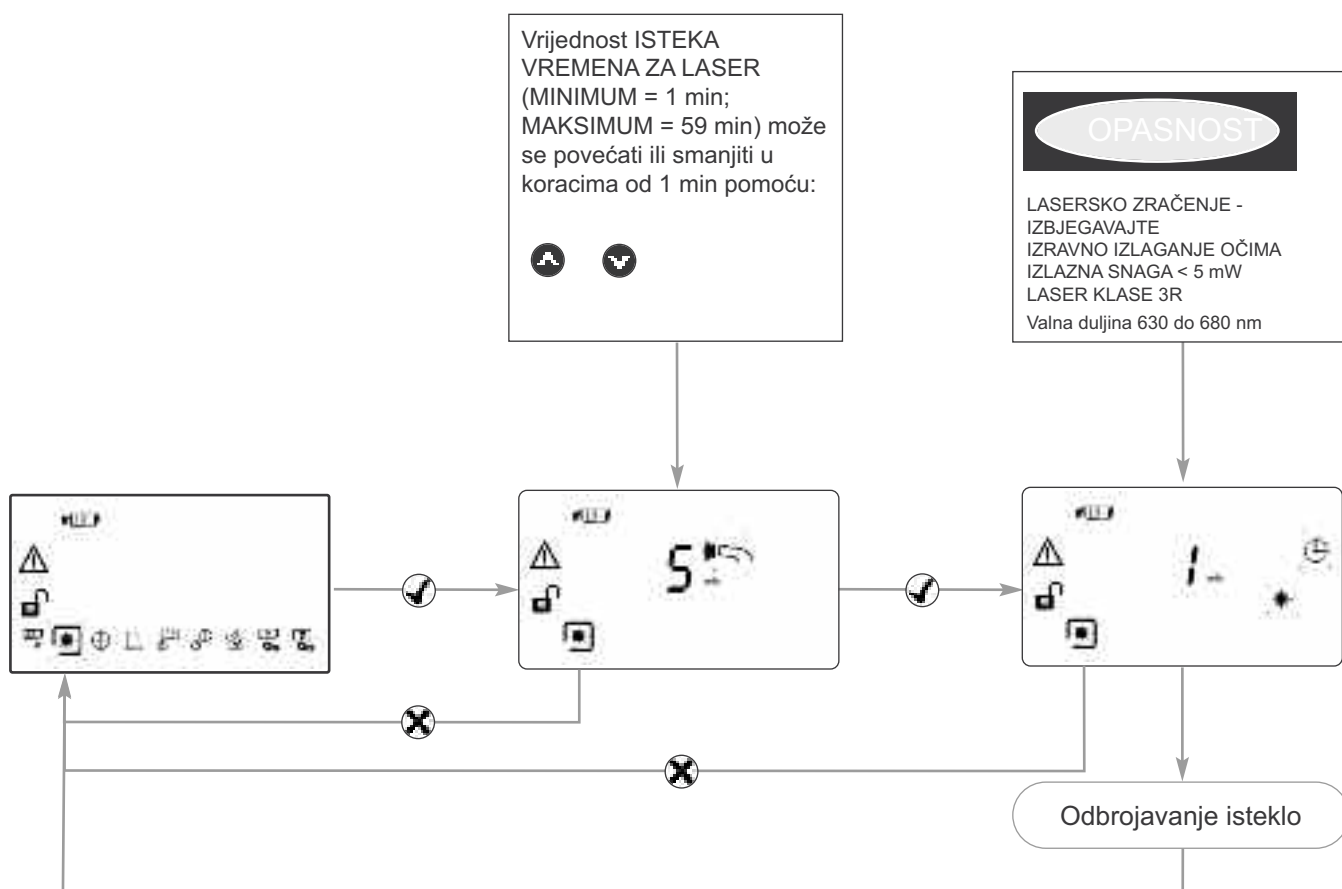 Vrijednost ISTEKA
VREMENA ZA LASER
(MINIMUM = 1 min;
MAKSIMUM = 59 min) može
se povećati ili smanjiti u
koracima od 1 min pomoću:
OPASNOST
LASERSKO ZRAČENJE -
IZBJEGAVAJTE
IZRAVNO IZLAGANJE OČIMA
IZLAZNA SNAGA < 5 mW
LASER KLASE 3R
Valna duljina 630 do 680 nm
5
1
Odbrojavanje isteklo